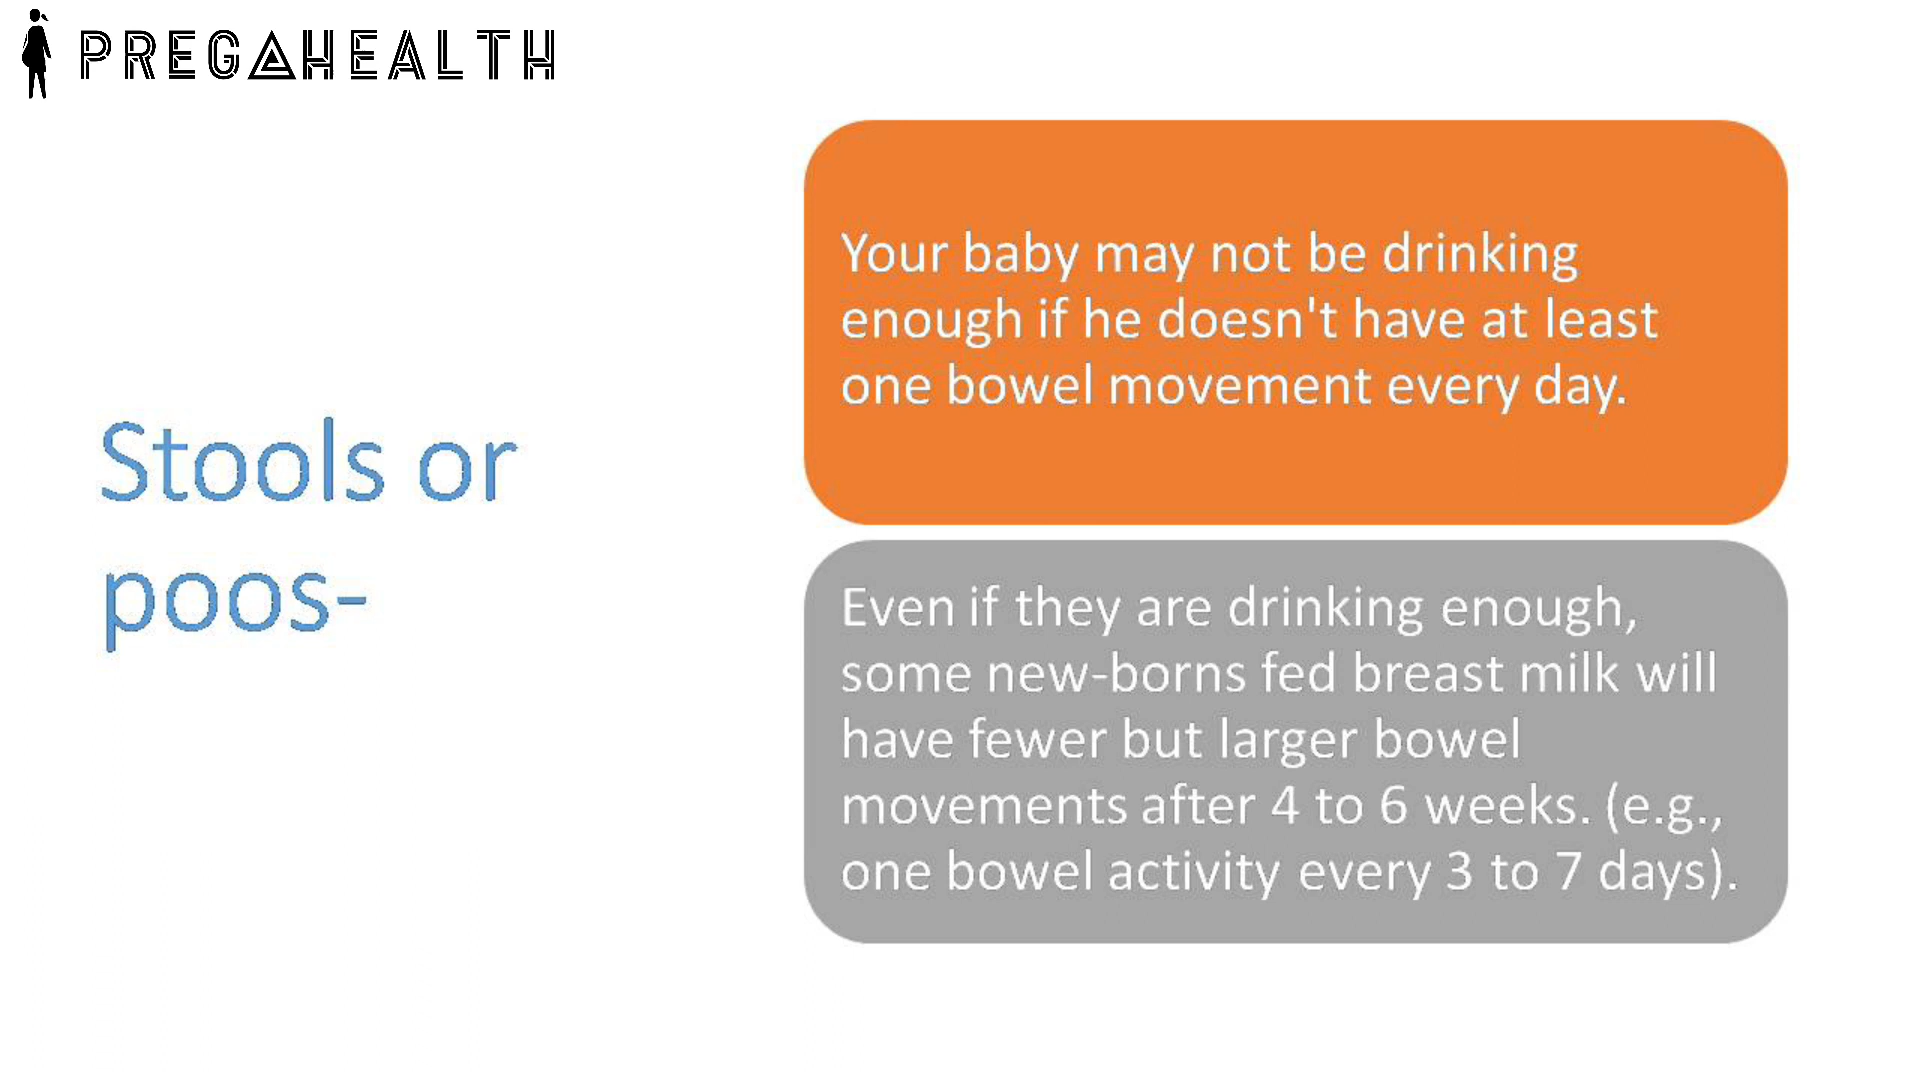 PREGAHEALTH
Stools or
poos-
Your baby may not be drinking
enough if he doesn't have at least
one bowel movement every day.
Even if they are drinking enough,
some new-borns fed breast milk will
have fewer but larger bowel
movements after 4 to 6 weeks. (e.g.,
one bowel activity every 3 to 7 days).